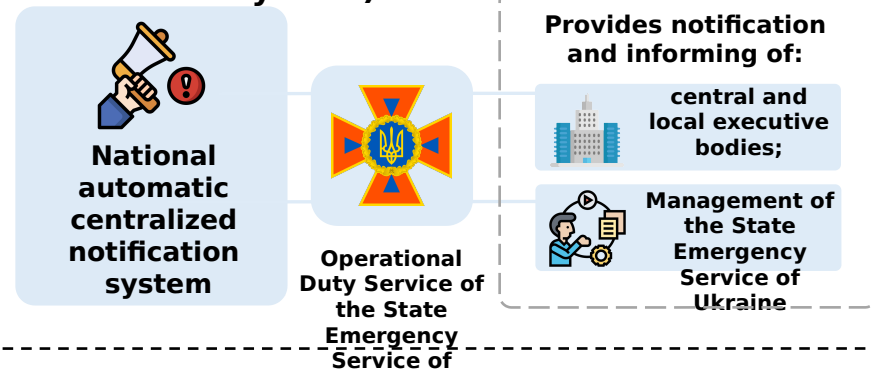 National
automatic
centralized
notification
system
Operational
Duty Service of
the State
Emergency
Service of
Provides notification
and informing of:
central and
local executive
bodies;
Management of
the State
Emergency
Service of
Ukraine